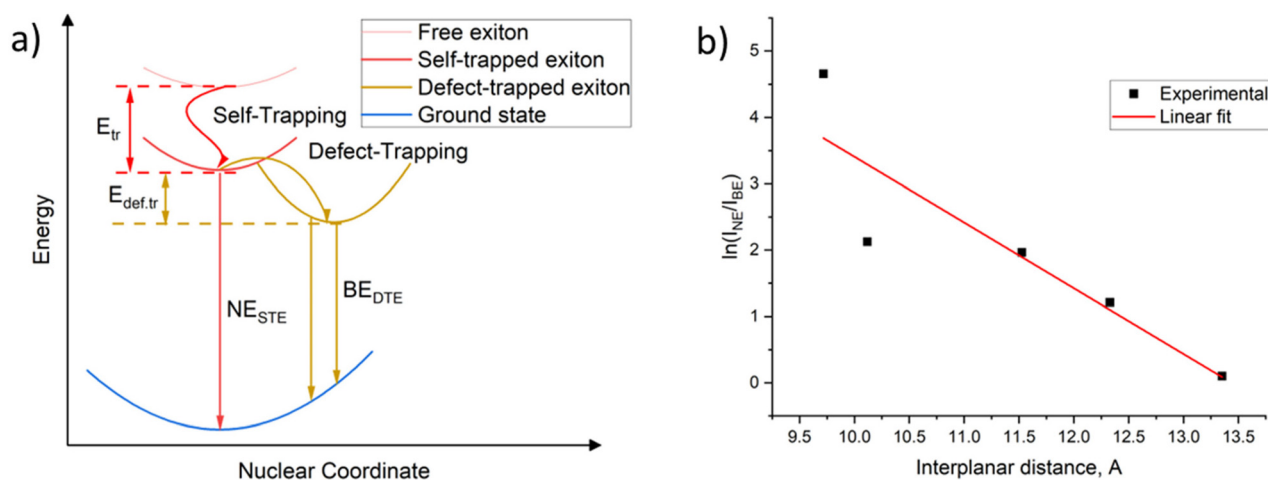 a)
Free exiton
Self-trapped exiton
Defect-trapped exiton
Ground state
E_tr
Self-Trapping
Defect-Trapping
E_def.tr
NE_STE
BE_DTE
Energy
Nuclear Coordinate
b)
Experimental
Linear fit
ln(I_NE/I_BE)
5
4
3
2
1
0
9.5 10.0 10.5 11.0 11.5 12.0 12.5 13.0 13.5
Interplanar distance, A